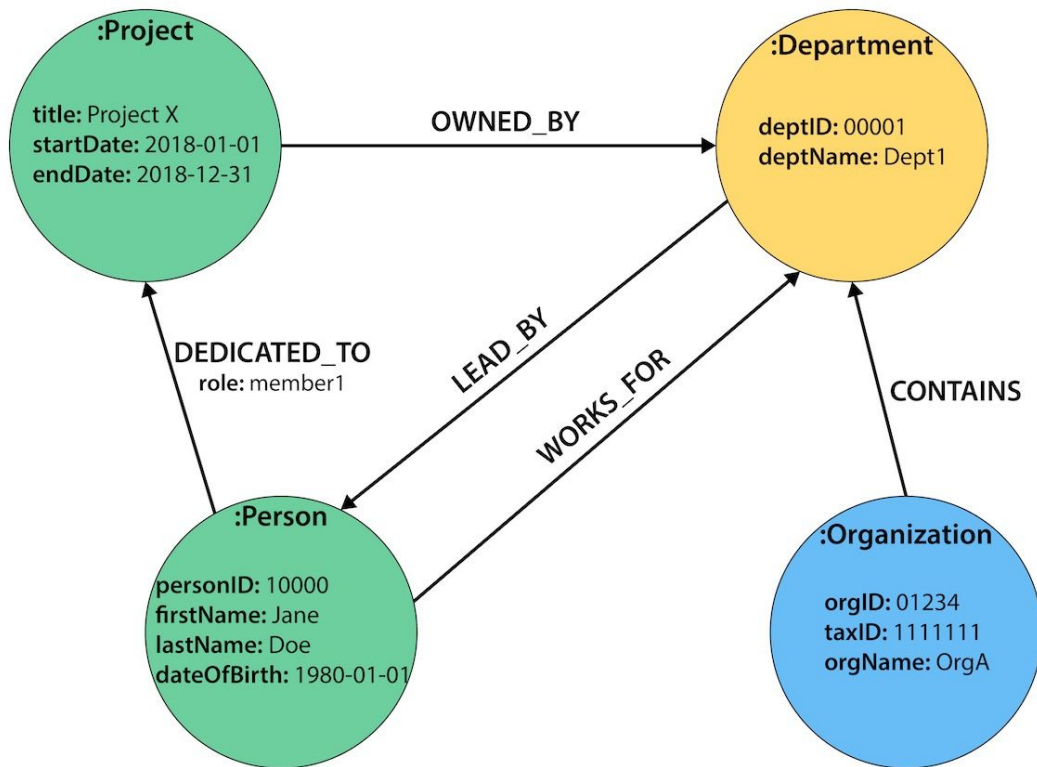 :Project
title: Project X
startDate: 2018-01-01
endDate: 2018-12-31
OWNED_BY
:Department
deptID: 00001
deptName: Dept1
DEDICATED_TO
role: member1
LEAD_BY
WORKS_FOR
CONTAINS
:Person
personID: 10000
firstName: Jane
lastName: Doe
dateOfBirth: 1980-01-01
:Organization
orgID: 01234
taxID: 1111111
orgName: OrgA